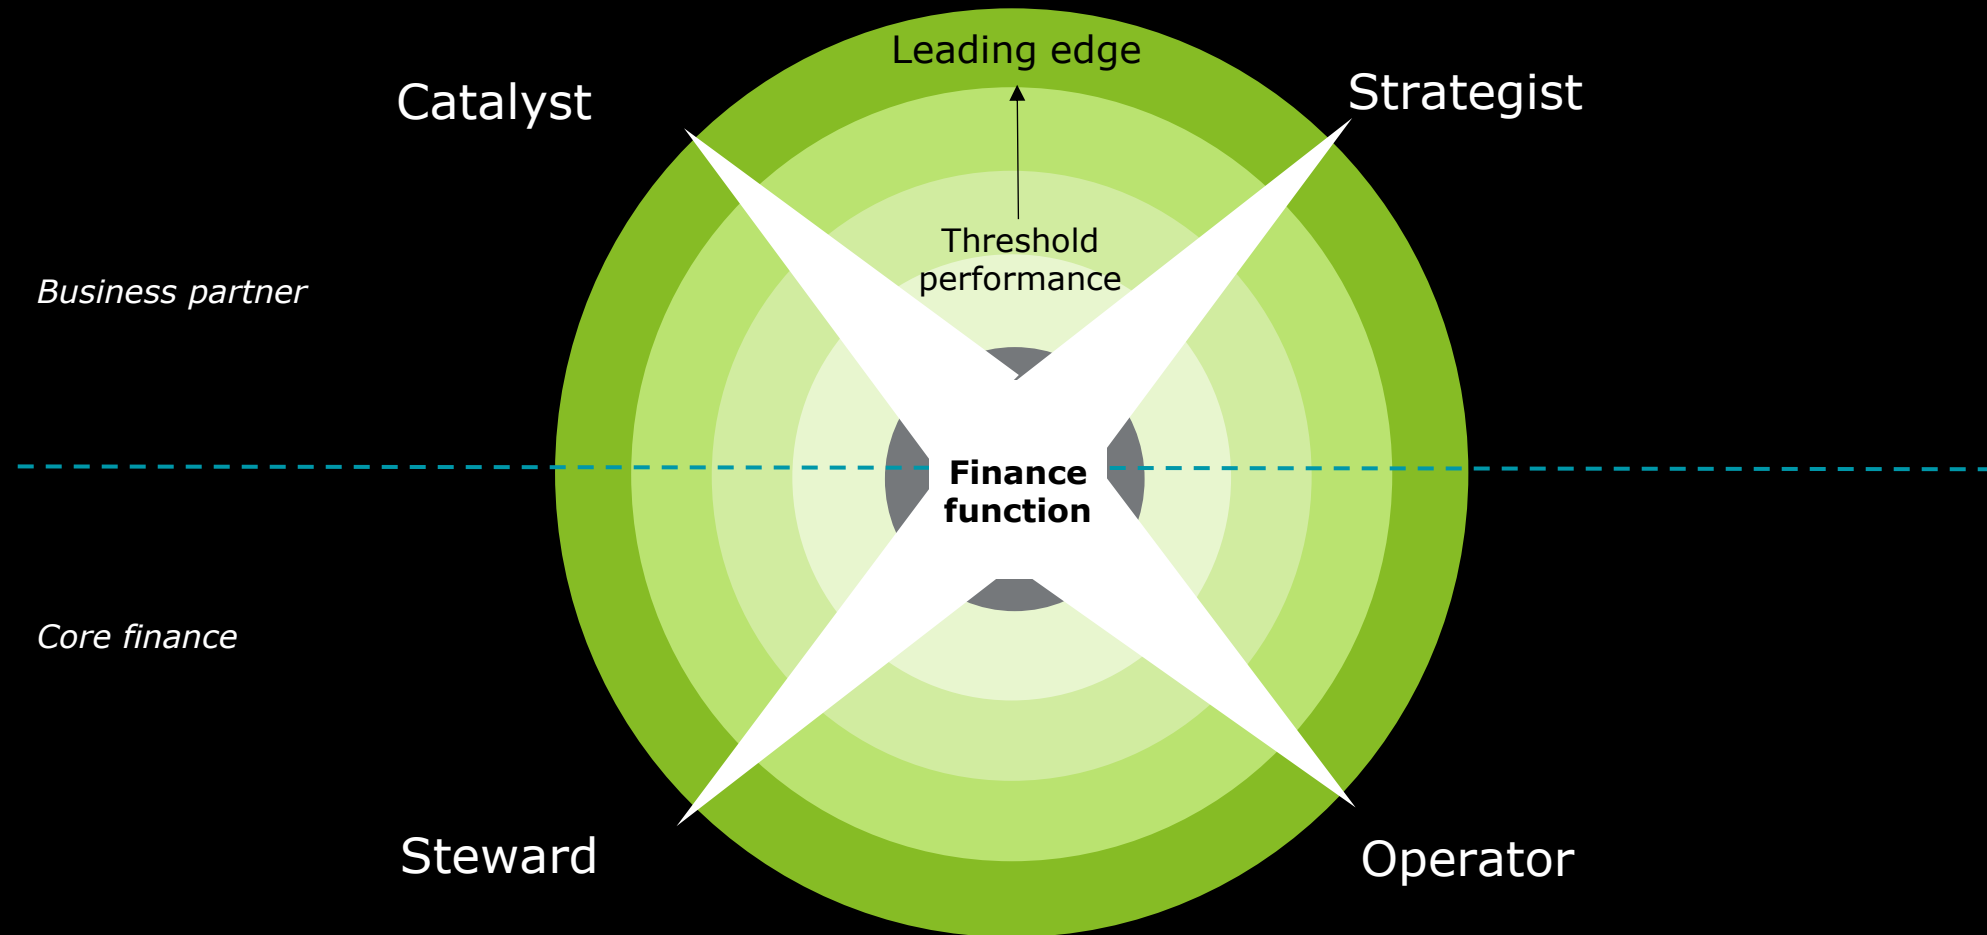 Leading edge
Catalyst
Strategist
Threshold
performance
Business partner
Finance
function
Core finance
Steward
Operator